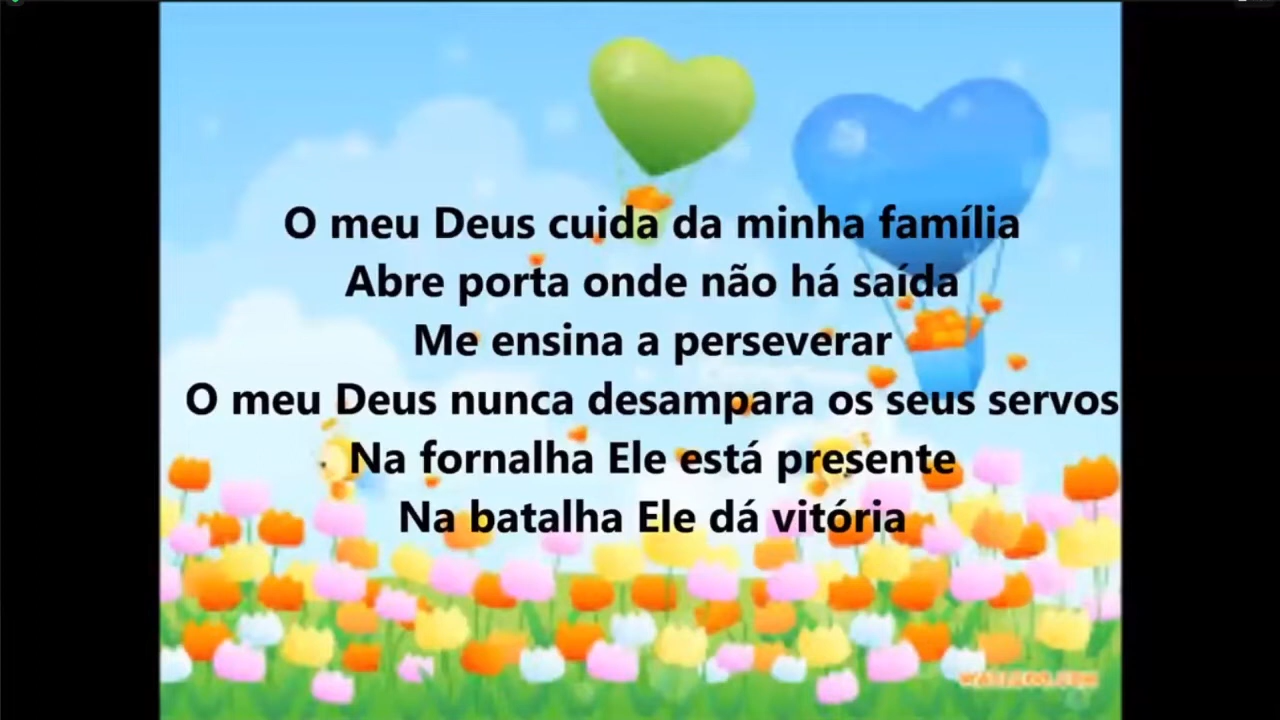 O meu Deus cuida da minha família
Abre porta onde não há saída
Me ensina a perseverar
O meu Deus nunca desampara os seus servos
Na fornalha Ele está presente
Na batalha Ele dá vitória